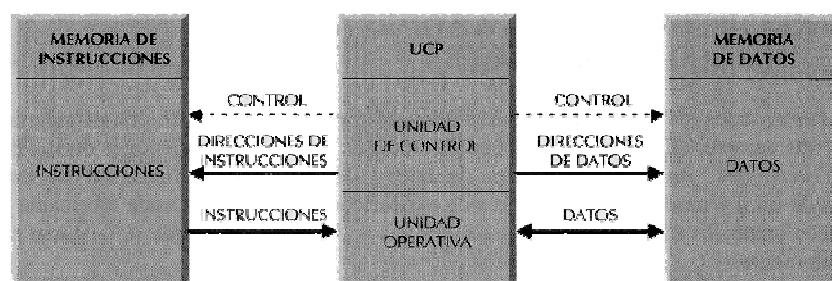 MEMORIA DE
INSTRUCCIONES
INSTRUCCIONES
CONTROL
DIRECCIONES DE
INSTRUCCIONES
INSTRUCCIONES
UCP
UNIDAD
DE CONTROL
UNIDAD
OPERATIVA
CONTROL
DIRECCIONES
DE DATOS
DATOS
MEMORIA
DE DATOS
DATOS